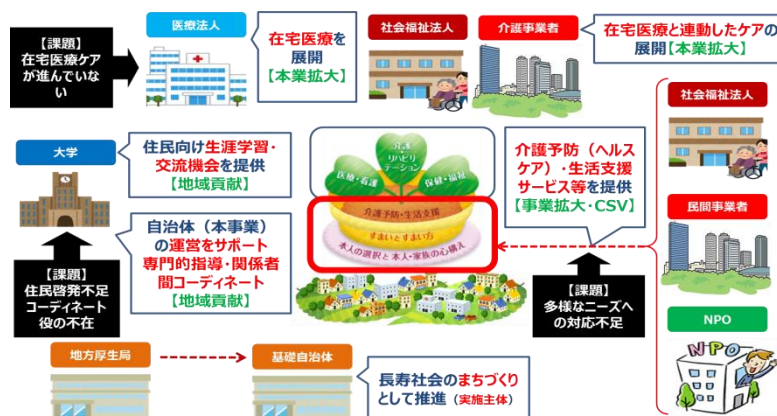 【課題】
在宅医療ケア
が進んでいな
い
医療法人
在宅医療を
展開
【本業拡大】
社会福祉法人
介護事業者
在宅医療と連動したケアの
展開【本業拡大】
大学
住民向け生涯学習・
交流機会を提供
【地域貢献】
自治体(本事業)
の運営をサポート
専門的指導・関係者
間コーディネート
【地域貢献】
【課題】
住民啓発不足
コーディネート
役の不在
介護
・
リハビリ
テーション
医療・看護
保健・福祉
介護予防・生活支援
すまいとすまい方
本人の選択と本人・家族の心構え
介護予防(ヘルス
ケア)・生活支援
サービス等を提供
【事業拡大・CSV】
【課題】
多様なニーズへ
の対応不足
社会福祉法人
民間事業者
NPO
NPO
地方厚生局
基礎自治体
長寿社会のまちづくり
として推進(実施主体)